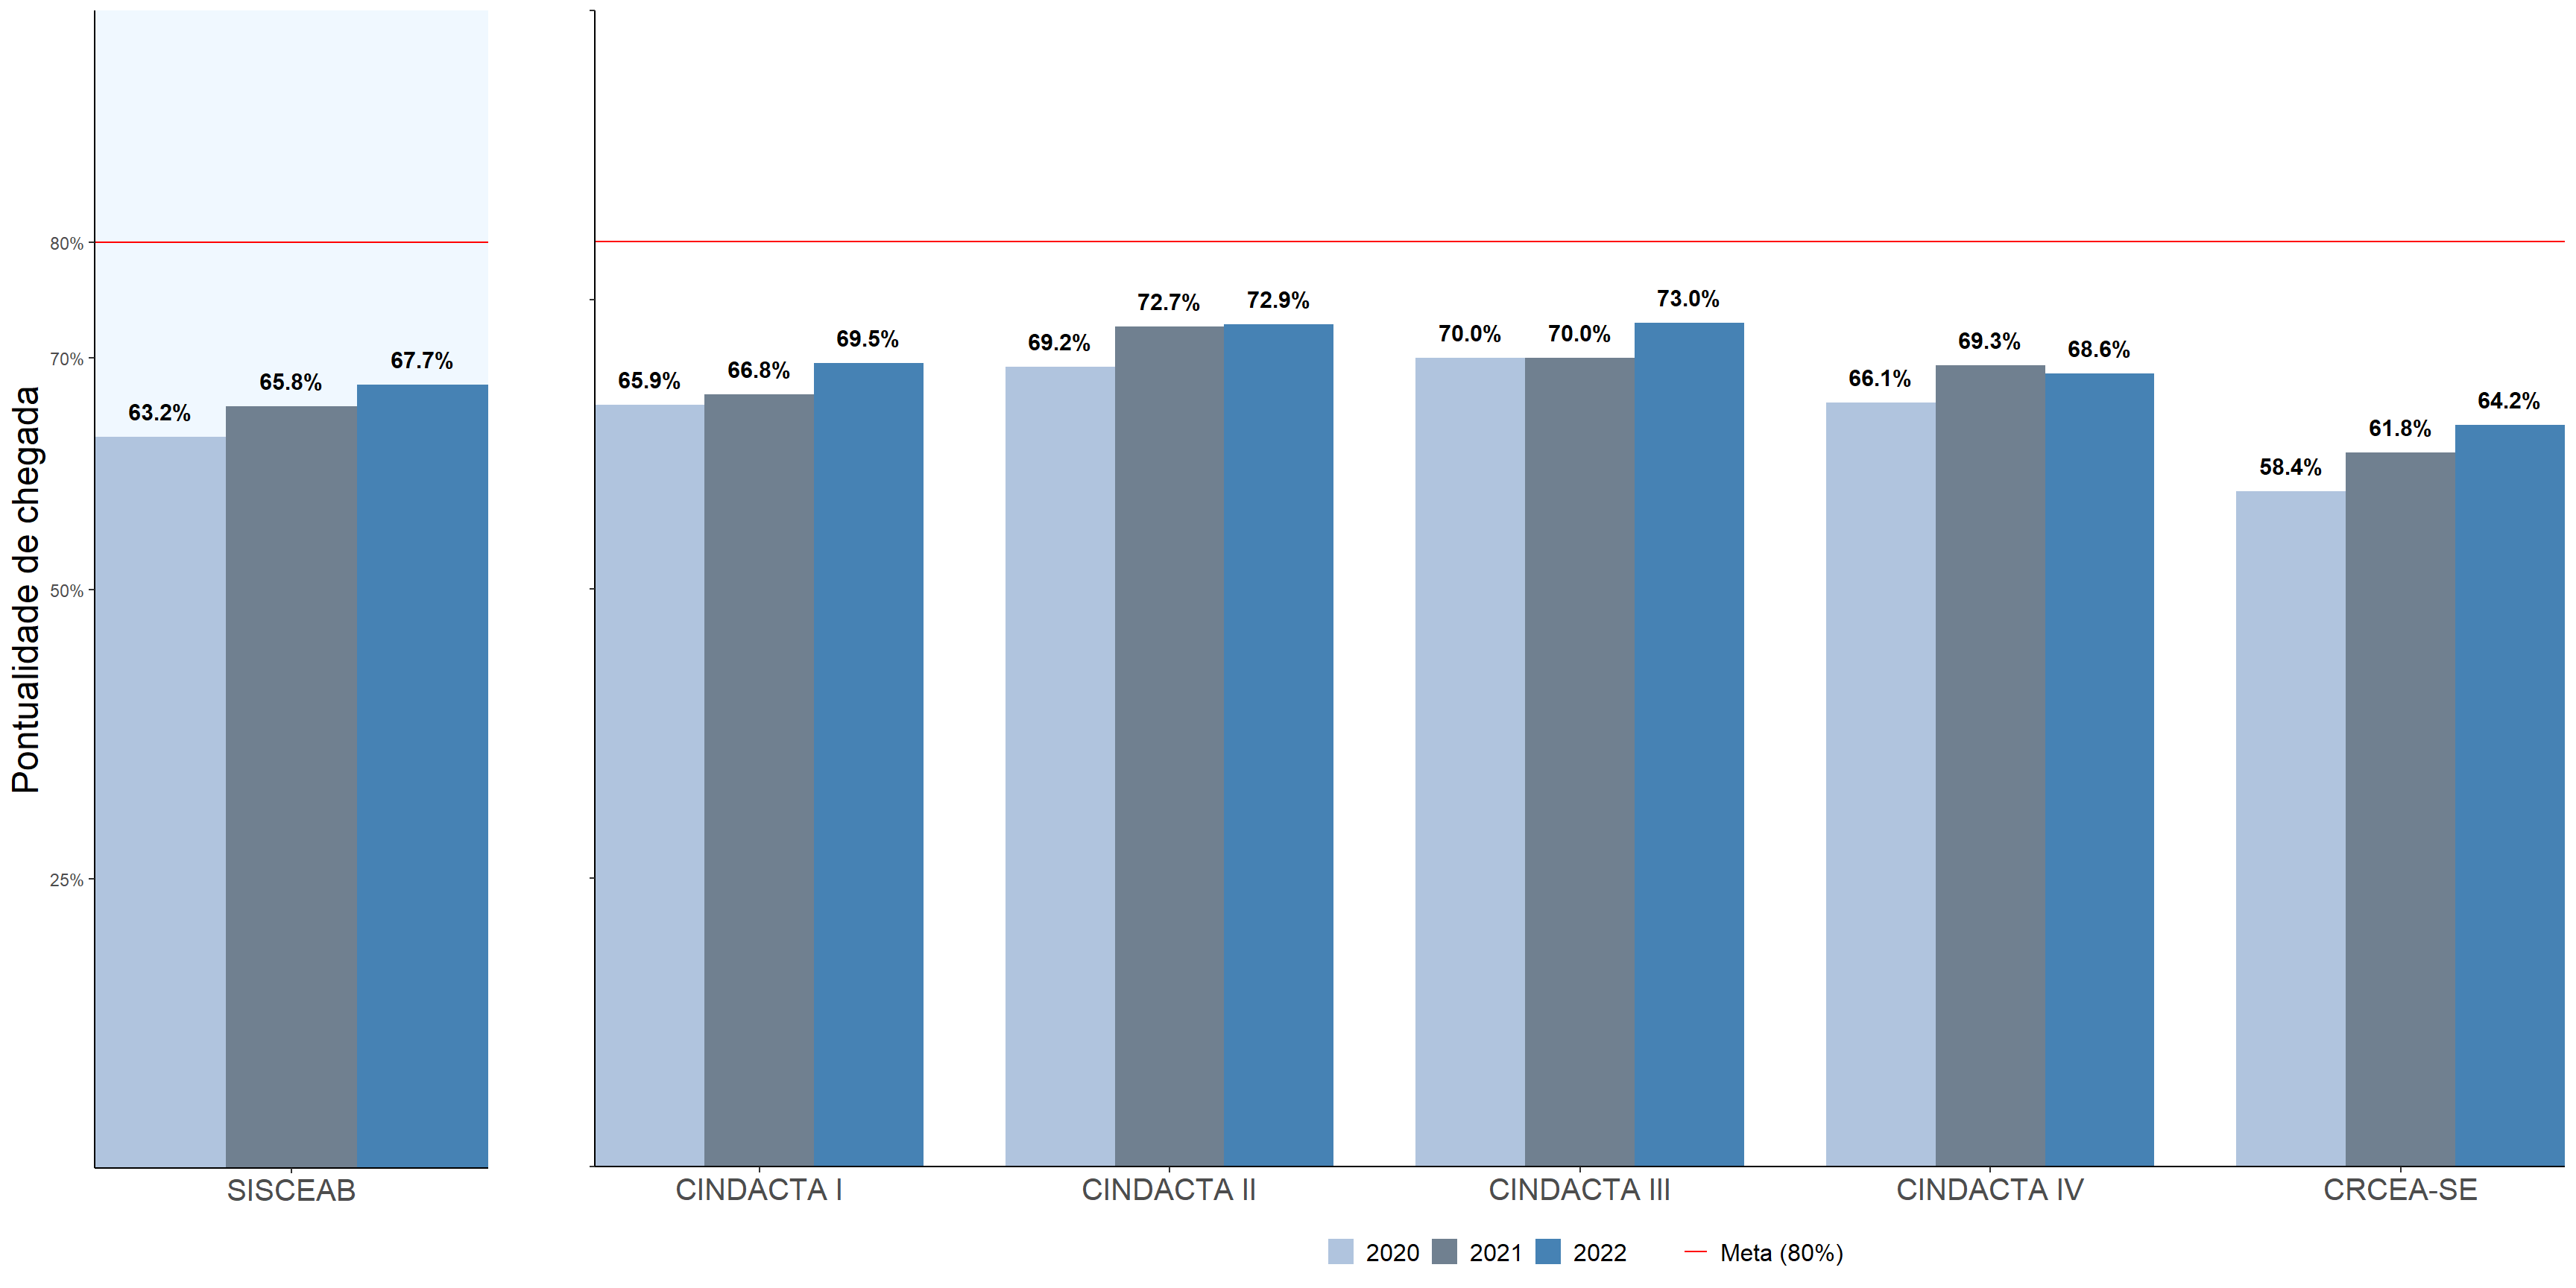 Pontualidade de chegada
80%
70%
50%
25%
63.2%
65.8%
67.7%
SISCEAB
65.9%
66.8%
69.5%
CINDACTA I
69.2%
72.7%
72.9%
CINDACTA II
70.0%
70.0%
73.0%
CINDACTA III
66.1%
69.3%
68.6%
CINDACTA IV
58.4%
61.8%
64.2%
CRCEA-SE
2020 2021 2022 Meta (80%)